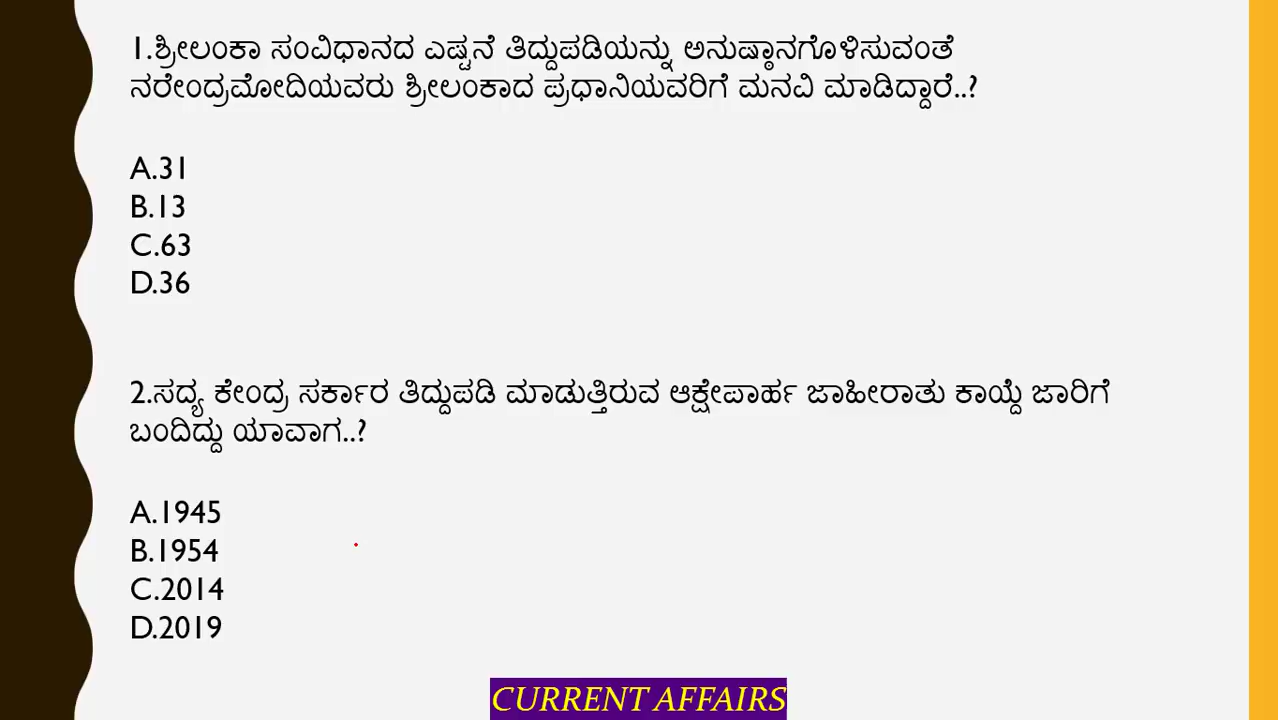 1.ಶ್ರೀಲಂಕಾ ಸಂವಿಧಾನದ ಎಷ್ಟನೆ ತಿದ್ದುಪಡಿಯನ್ನು ಅನುಷ್ಠಾನಗೊಳಿಸುವಂತೆ
ನರೇಂದ್ರಮೋದಿಯವರು ಶ್ರೀಲಂಕಾದ ಪ್ರಧಾನಿಯವರಿಗೆ ಮನವಿ ಮಾಡಿದ್ದಾರೆ..?
A.31
B.13
C.63
D.36
2.ಸದ್ಯ ಕೇಂದ್ರ ಸರ್ಕಾರ ತಿದ್ದುಪಡಿ ಮಾಡುತ್ತಿರುವ ಆಕ್ಷೇಪಾರ್ಹ ಜಾಹೀರಾತು ಕಾಯ್ದೆ ಜಾರಿಗೆ
ಬಂದಿದ್ದು ಯಾವಾಗ..?
A.1945
B.1954
C.2014
D.2019
CURRENT AFFAIRS